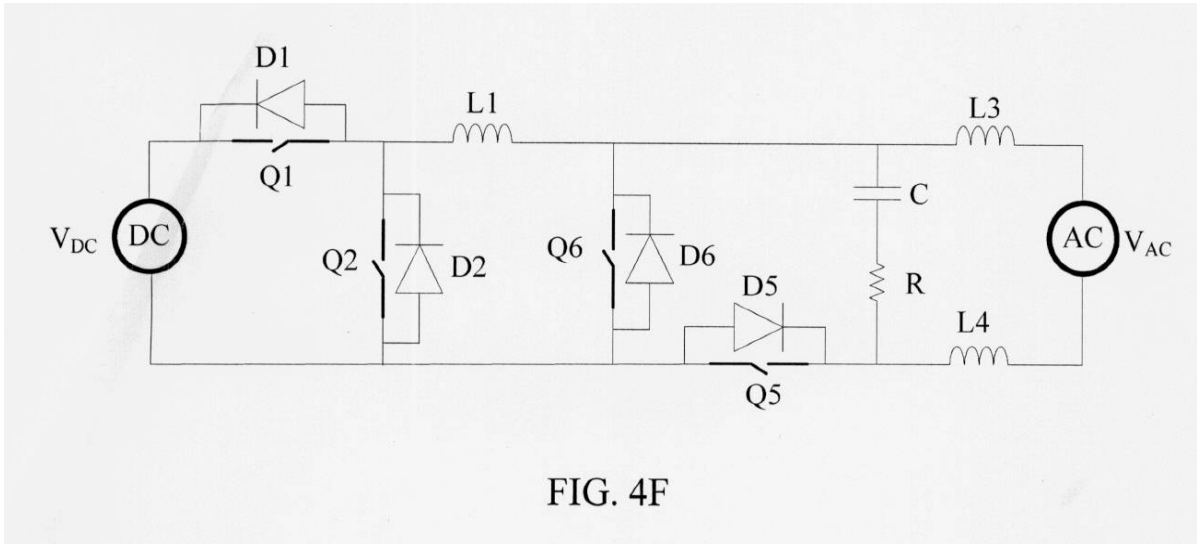 D1
L1
L3
Q1
C
V_DC
DC
Q2
D2
Q6
D6
AC
V_AC
D5
R
L4
Q5
FIG. 4F